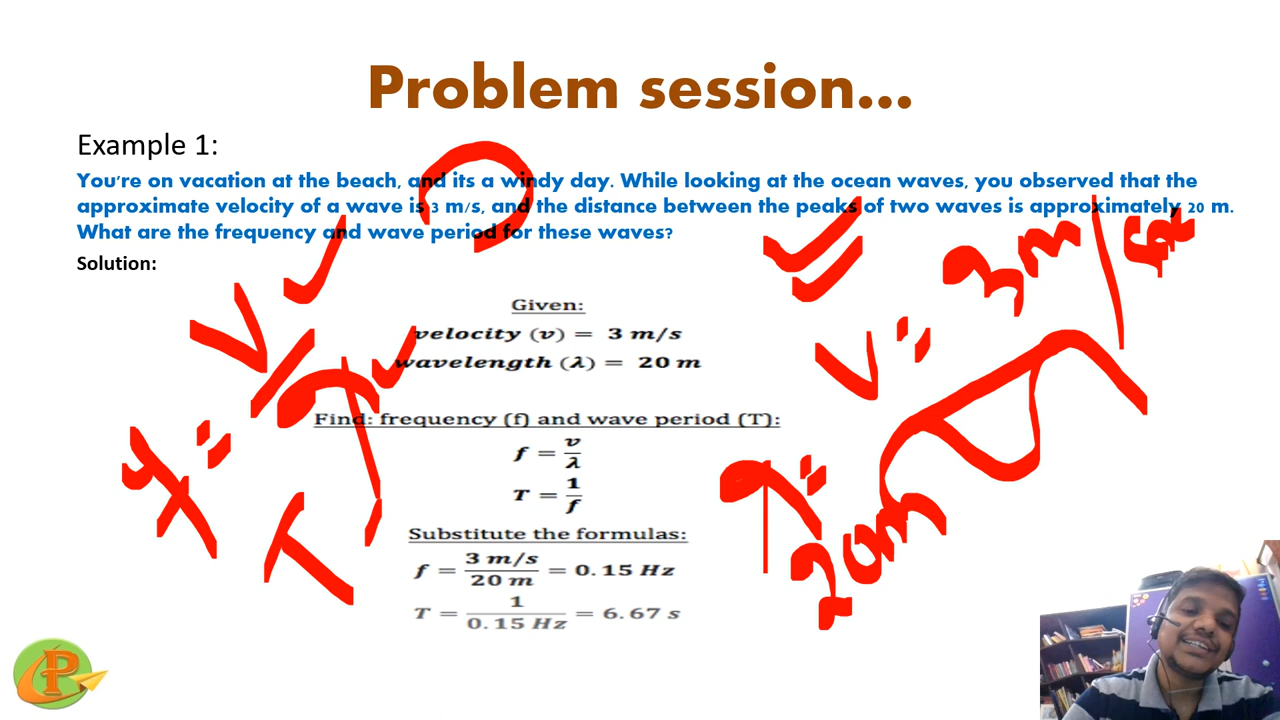 Problem session...
Example 1:
You're on vacation at the beach, and its a windy day. While looking at the ocean waves, you observed that the
approximate velocity of a wave is 3 m/s, and the distance between the peaks of two waves is approximately 20 m.
What are the frequency and wave period for these waves?
Solution:
Given:
velocity (v) = 3 m/s
wavelength (λ) = 20 m
Find: frequency (f) and wave period (T):
f = v/λ
T = 1/f
Substitute the formulas:
f = 3 m/s / 20 m = 0.15 Hz
T = 1 / 0.15 Hz = 6.67 s
f = V/λ
T
V = 3m/
λ = 20m
P